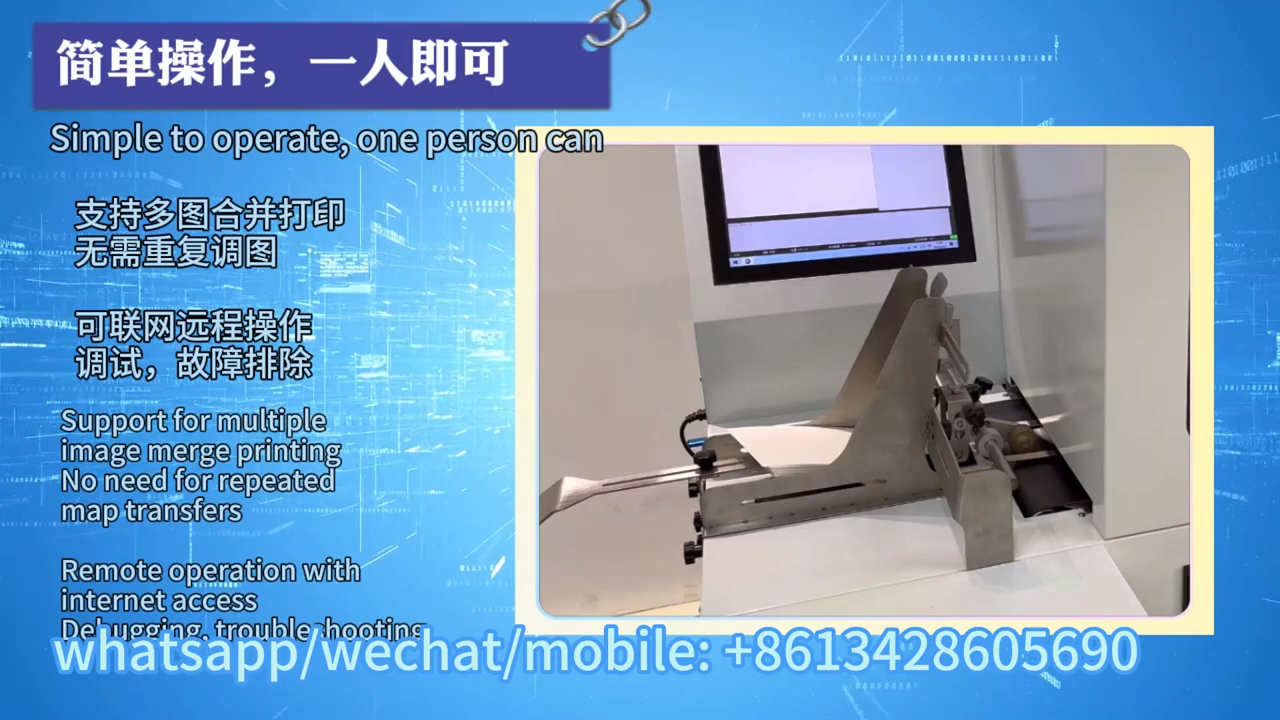 简单操作，一人即可
Simple to operate, one person can
支持多图合并打印
无需重复调图
可联网远程操作
调试，故障排除
Support for multiple
image merge printing
No need for repeated
map transfers
Remote operation with
internet access
Debugging, troubleshooting
whatsapp/wechat/mobile: +8613428605690